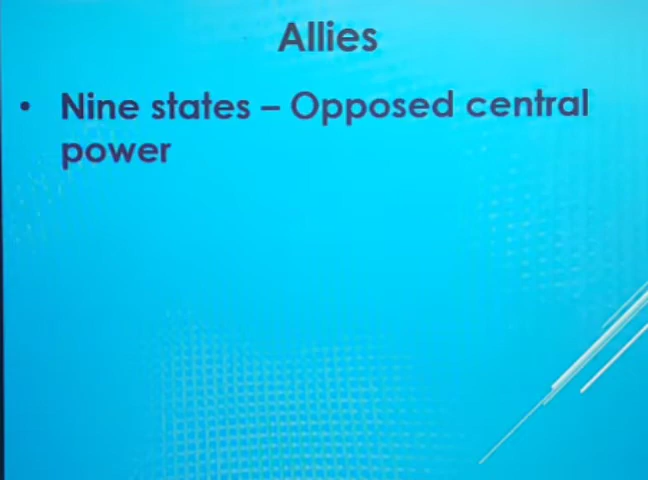 Allies
• Nine states – Opposed central
power